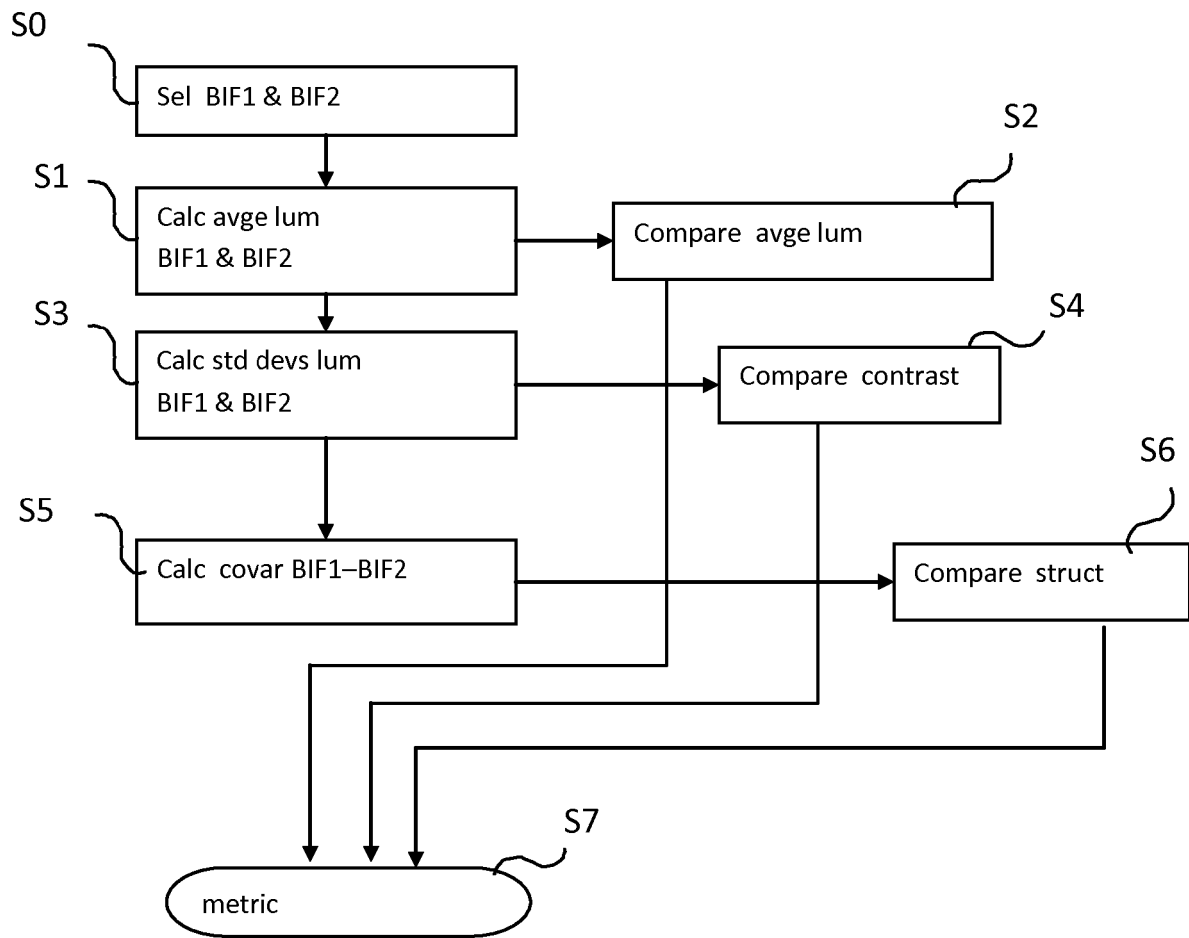 S0
Sel BIF1 & BIF2
S2
S1
Calc avge lum
BIF1 & BIF2
Compare avge lum
S3
S4
Calc std devs lum
BIF1 & BIF2
Compare contrast
S6
S5
Calc covar BIF1–BIF2
Compare struct
S7
metric